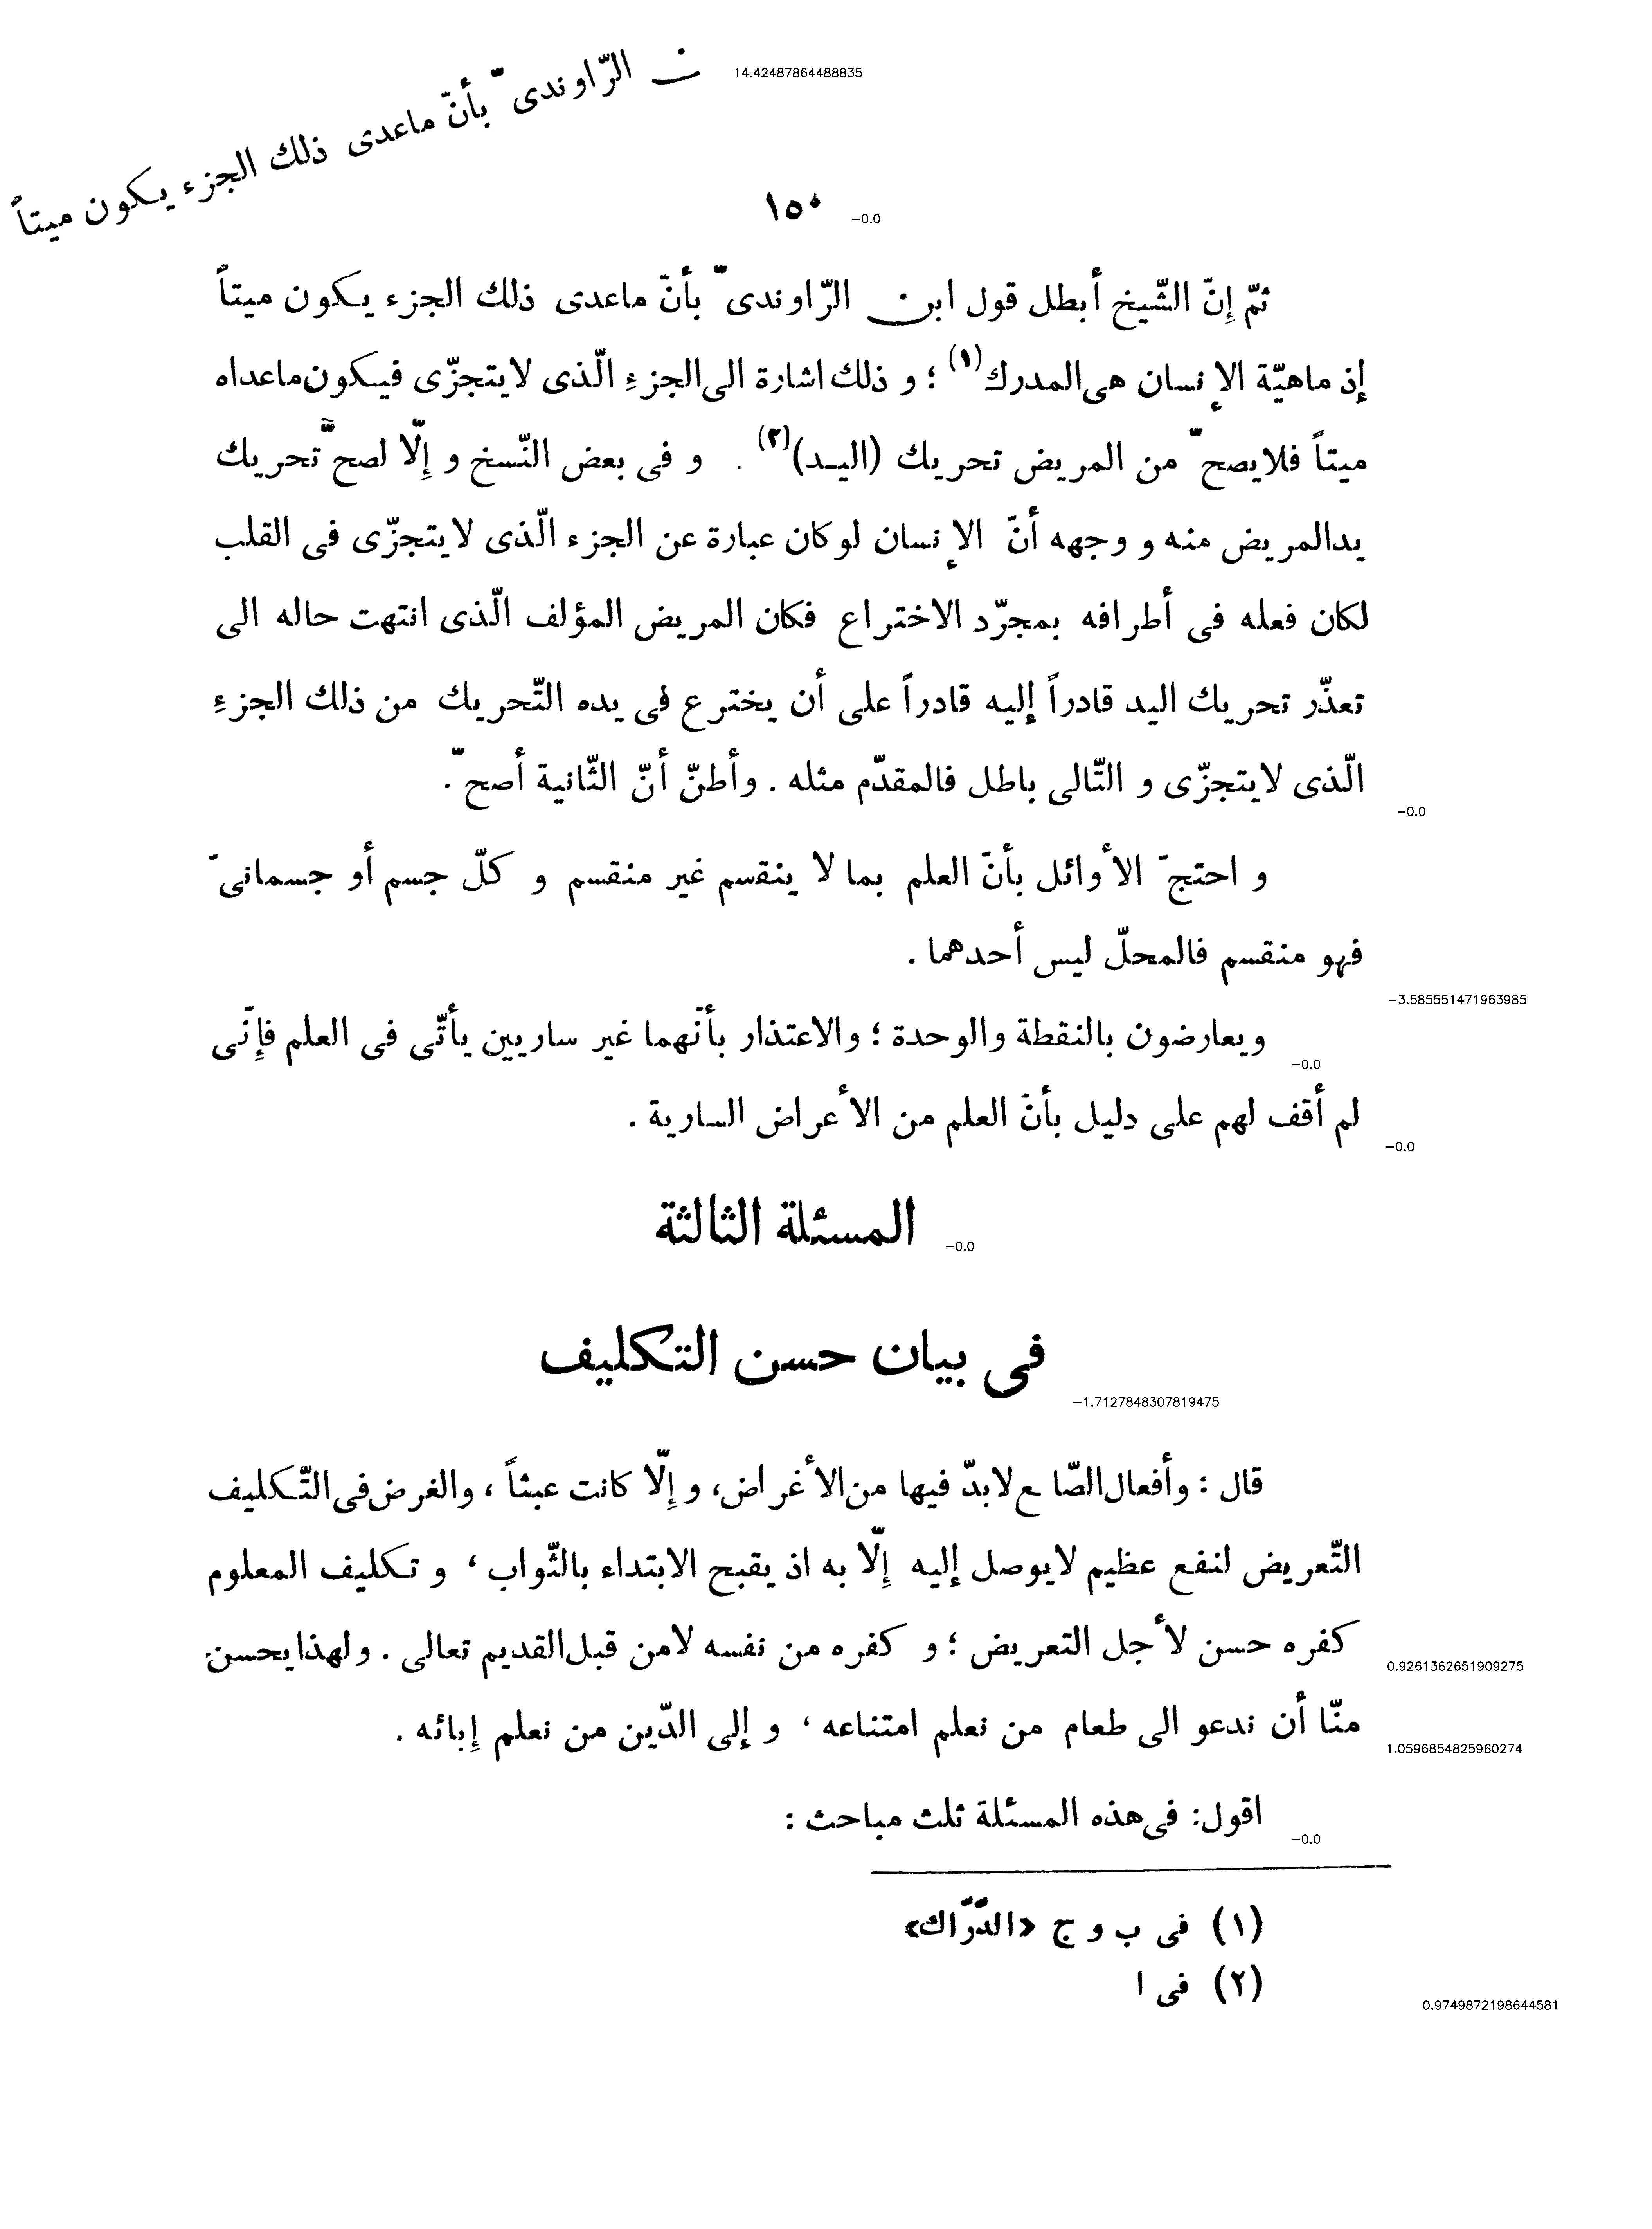 ن الرّاوندىّ بأنّ ماعدى ذلك الجزء يكون ميتاً
14.42487864488835
١٥٠
-0.0
ثمّ إنّ الشّيخ أبطل قول ابن الرّاوندىّ بأنّ ماعدى ذلك الجزء يكون ميتاً
إذ ماهيّة الإنسان هى المدرك (١) ؛ و ذلك اشارة الى الجزءِ الّذى لايتجزّى فيكون ماعداه
ميتاً فلايصحّ من المريض تحريك (اليد)(٢) . و فى بعض النّسخ و إلّا لصحّ تحريك
يدالمريض منه و وجهه أنّ الإنسان لوكان عبارة عن الجزء الّذى لايتجزّى فى القلب
لكان فعله فى أطرافه بمجرّد الاختراع فكان المريض المؤلف الّذى انتهت حاله الى
تعذّر تحريك اليد قادراً إليه قادراً على أن يخترع فى يده التّحريك من ذلك الجزءِ
الّذى لايتجزّى و التّالى باطل فالمقدّم مثله . وأطنّ أنّ الثّانية أصحّ .
-0.0
و احتجّ الأوائل بأنّ العلم بما لا ينقسم غير منقسم و كلّ جسم أو جسمانىّ
فهو منقسم فالمحلّ ليس أحدهما .
-3.585551471963985
ويعارضون بالنقطة والوحدة ؛ والاعتذار بأنّهما غير ساريين يأتّى فى العلم فإنّى
-0.0
لم أقف لهم على دليل بأنّ العلم من الأعراض السارية .
-0.0
المسئلة الثالثة
-0.0
فى بيان حسن التكليف
-1.7127848307819475
قال : وأفعال الصّا ع لابدّ فيها من الأغراض، و إلّا كانت عبثاً ، والغرض فى التّكليف
التّعريض لنفع عظيم لايوصل إليه إلّا به اذ يقبح الابتداء بالثّواب ، و تكليف المعلوم
كفره حسن لأجل التعريض ؛ و كفره من نفسه لامن قبل القديم تعالى . ولهذا يحسن
0.9261362651909275
منّا أن ندعو الى طعام من نعلم امتناعه ، و إلى الدّين من نعلم إبائه .
1.0596854825960274
اقول: فى هذه المسئلة ثلث مباحث :
-0.0
(١) فى ب و ج «الدّرّاك»
(٢) فى ا
0.9749872198644581